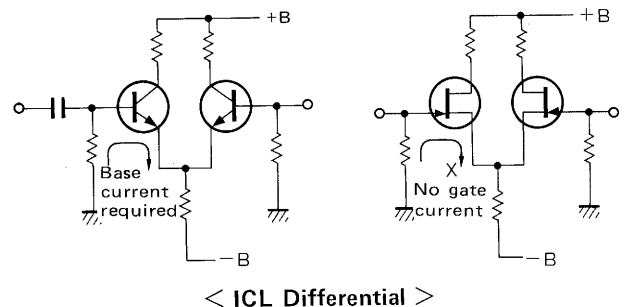 +B
+B
Base
current
required
X
No gate
current
−B
−B
< ICL Differential >